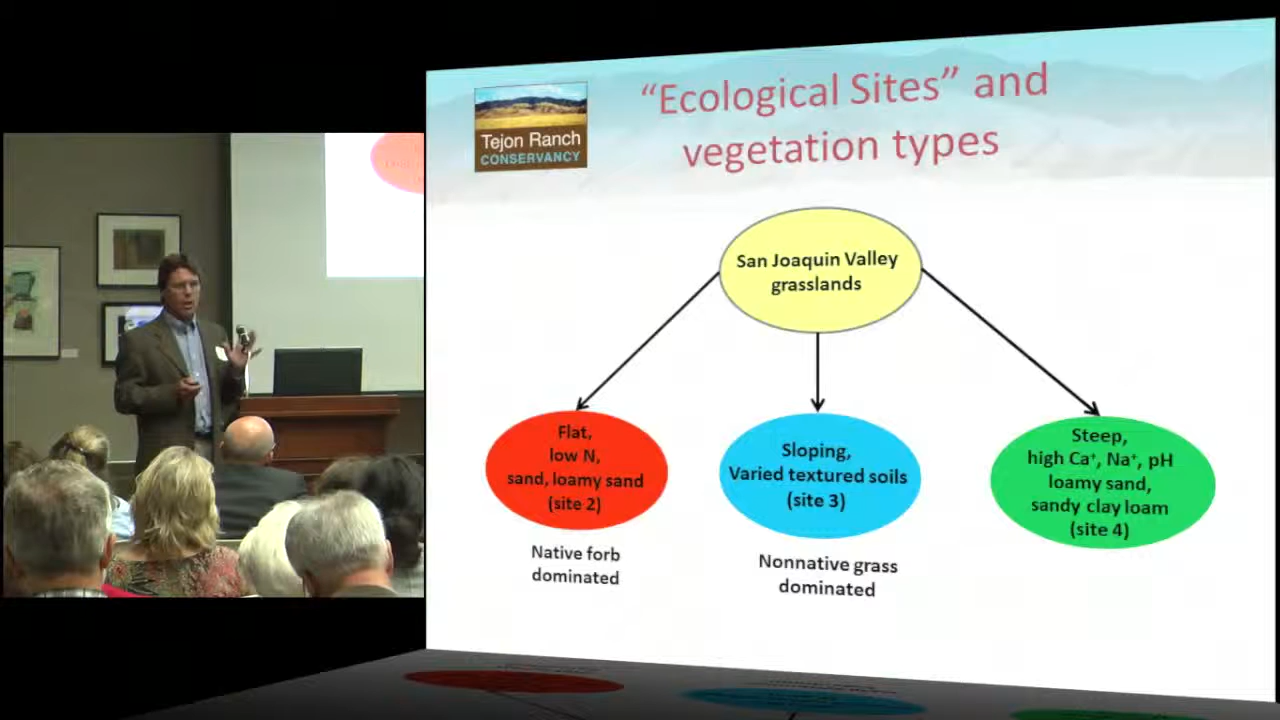 "Ecological Sites" and
vegetation types
Tejon Ranch
CONSERVANCY
San Joaquin Valley
grasslands
Flat,
low N,
sand, loamy sand
(site 2)
Sloping,
Varied textured soils
(site 3)
Steep,
high Ca⁺, Na⁺, pH
loamy sand,
sandy clay loam
(site 4)
Native forb
dominated
Nonnative grass
dominated